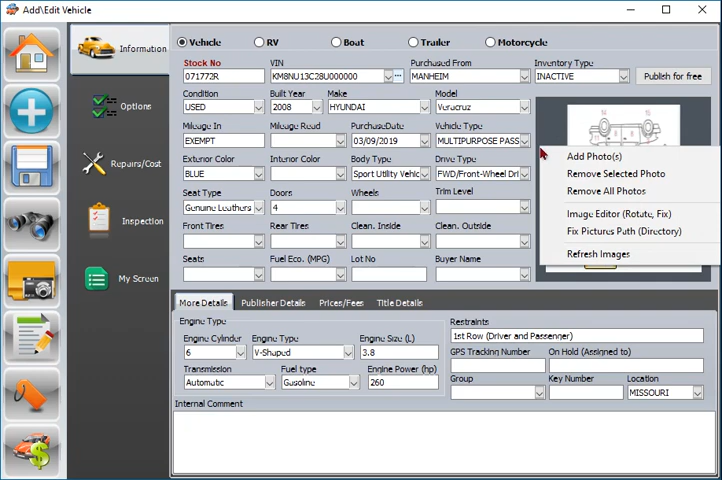 Add\Edit Vehicle
Information
Options
Repairs/Cost
Inspection
My Screen
Vehicle RV Boat Trailer Motorcycle
Stock No VIN Purchased From Inventory Type
071772R KM8NU13C28U000000 ... MANHEIM INACTIVE Publish for free
Condition Built Year Make Model
USED 2008 HYUNDAI Veracruz
Mileage In Mileage Read PurchaseDate Vehicle Type
EXEMPT 03/09/2019 MULTIPURPOSE PASS
Exterior Color Interior Color Body Type Drive Type
BLUE Sport Utility Vehic FWD/Front-Wheel Dri
Seat Type Doors Wheels Trim Level
Genuine Leathers 4
Front Tires Rear Tires Clean. Inside Clean. Outside
Seats Fuel Eco. (MPG) Lot No Buyer Name
Add Photo(s)
Remove Selected Photo
Remove All Photos
Image Editor (Rotate, Fix)
Fix Pictures Path (Directory)
Refresh Images
More Details Publisher Details Prices/Fees Title Details
Engine Type
Engine Cylinder Engine Type Engine Size (L)
6 V-Shaped 3.8
Transmission Fuel type Engine Power (hp)
Automatic Gasoline 260
Restraints
1st Row (Driver and Passenger)
GPS Tracking Number On Hold (Assigned to)
Group Key Number Location
MISSOURI
Internal Comment